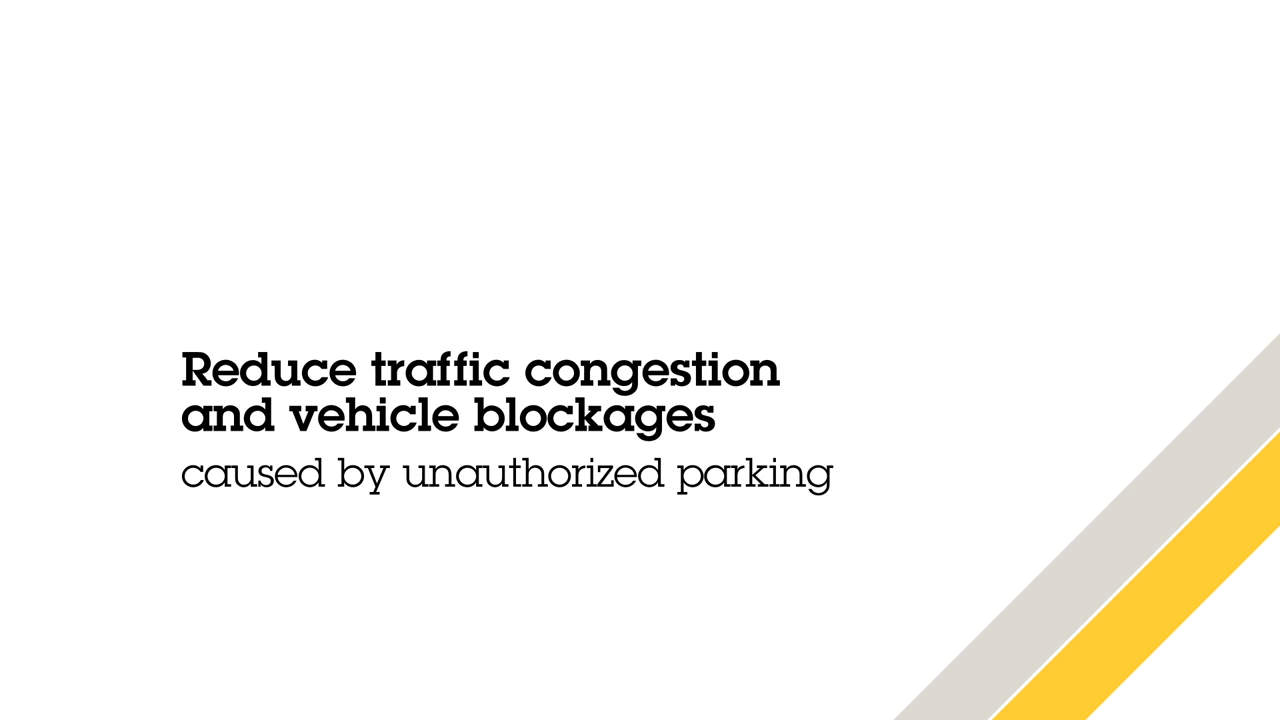 Reduce traffic congestion
and vehicle blockages
caused by unauthorized parking